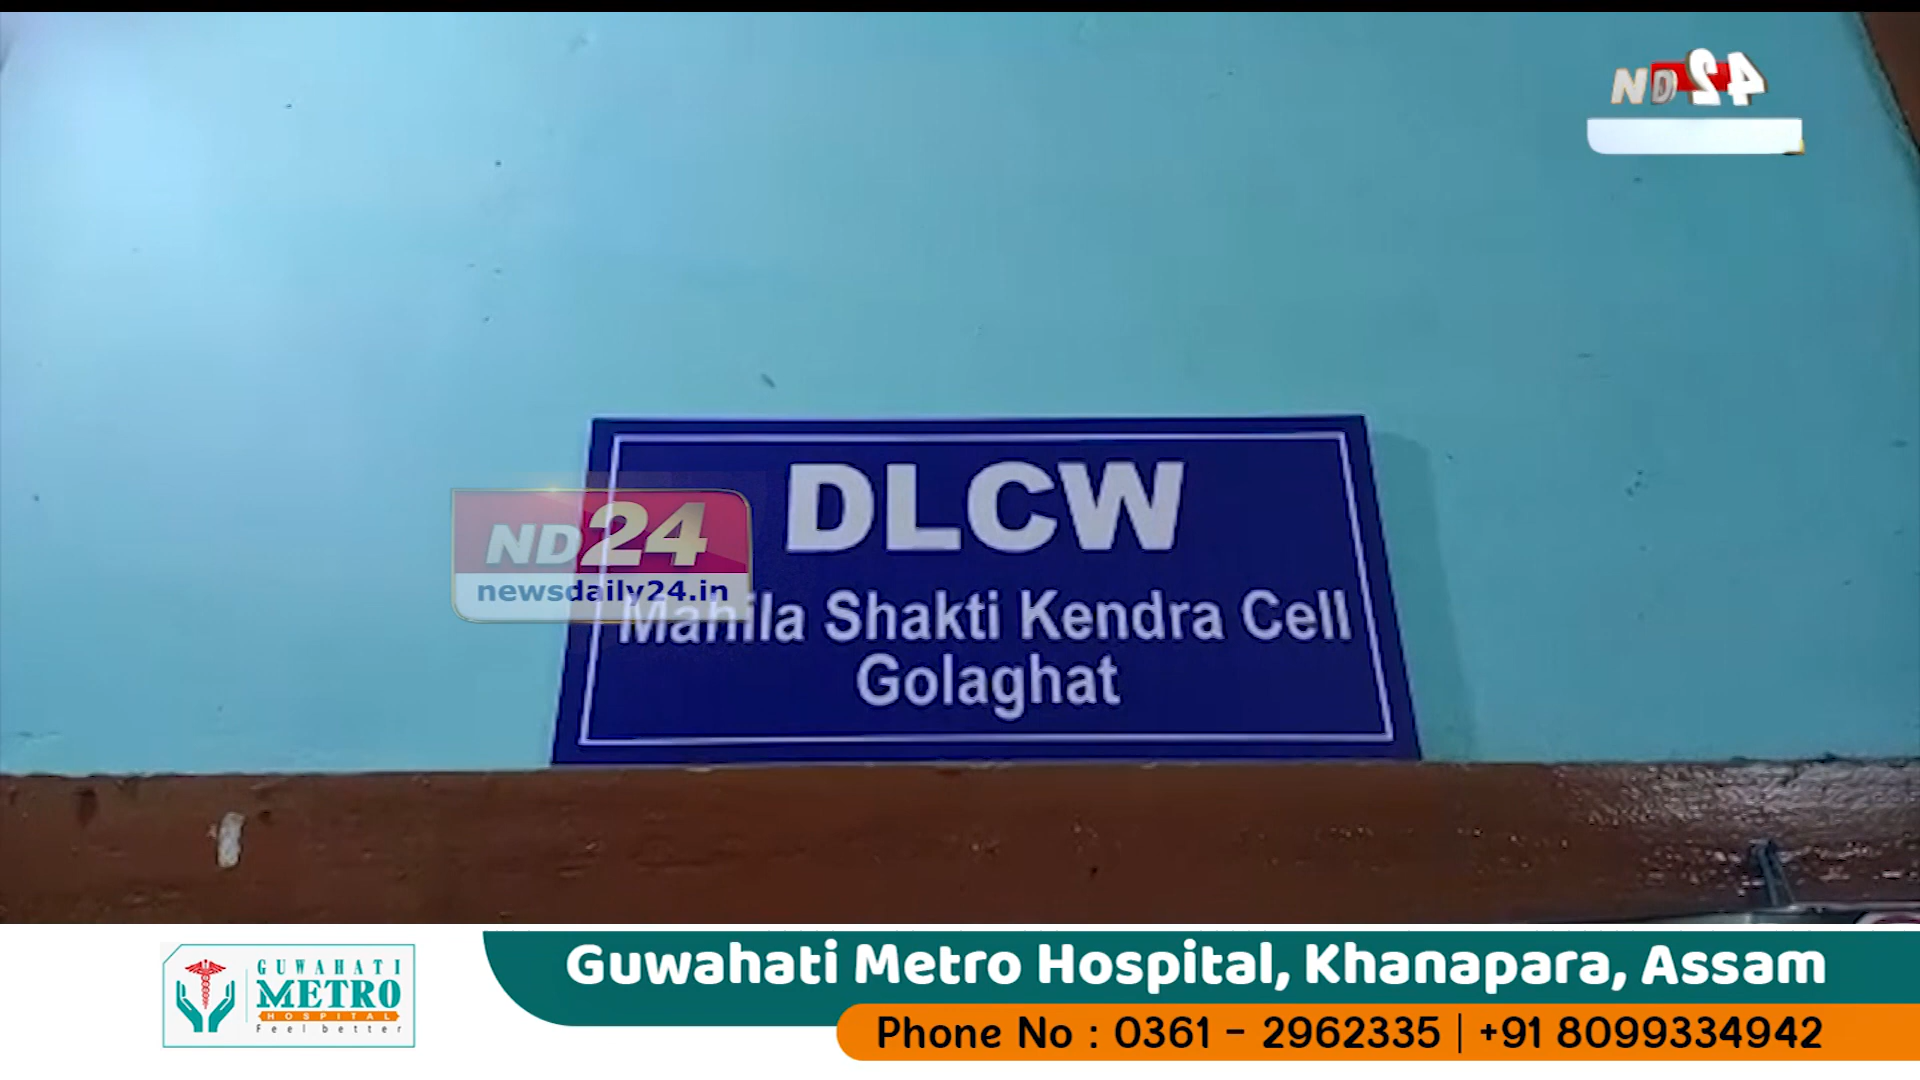 ND24
DLCW
ND24
newsdaily24.in
Mahila Shakti Kendra Cell
Golaghat
GUWAHATI
METRO
HOSPITAL
Feel better
Guwahati Metro Hospital, Khanapara, Assam
Phone No : 0361 - 2962335 | +91 8099334942